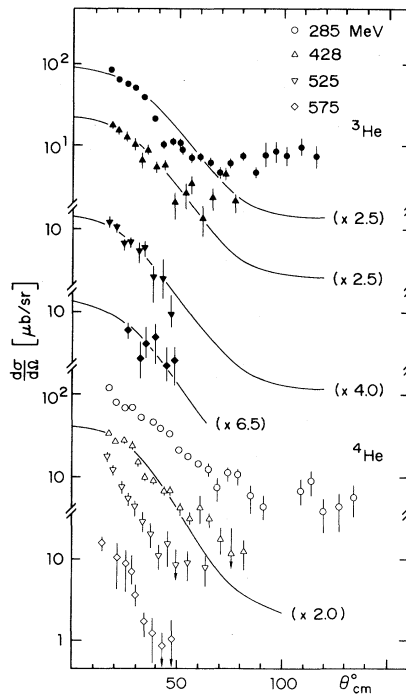 ○ 285 MeV
△ 428
▽ 525
◇ 575
10²
³He
10¹
(x 2.5)
10
(x 2.5)
(x 4.0)
dσ/dΩ [μb/sr]
10²
(x 6.5)
⁴He
10
10
(x 2.0)
1
50
100
θ°cm